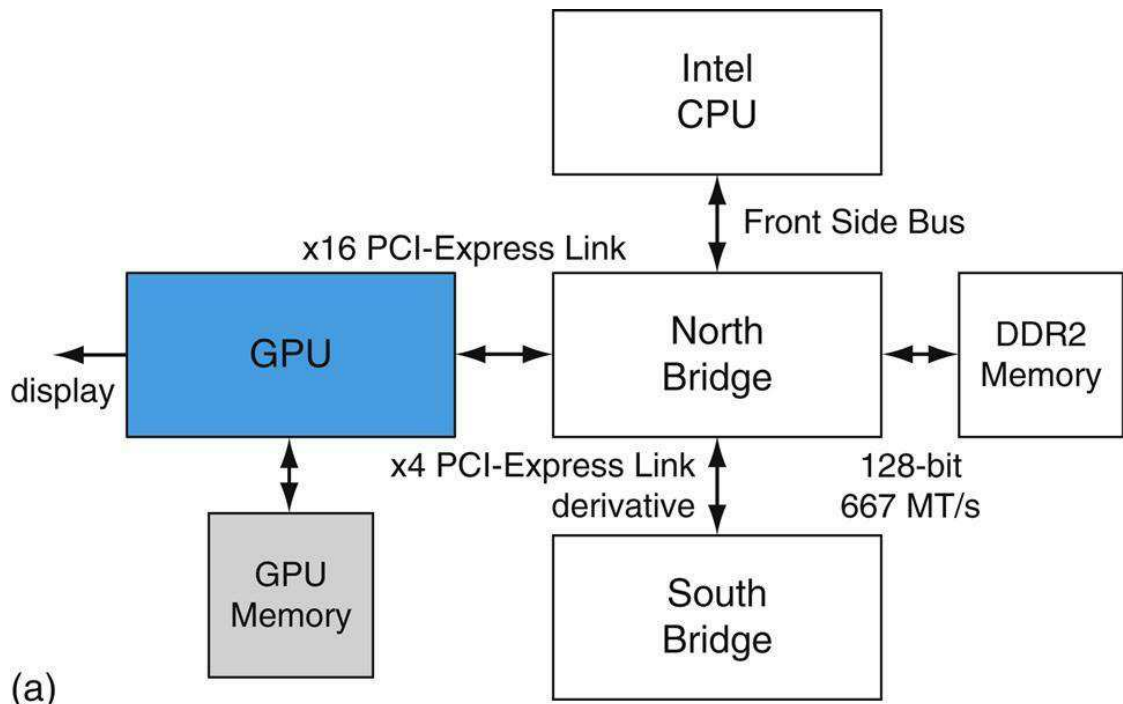 Intel
CPU
Front Side Bus
x16 PCI-Express Link
GPU
North
Bridge
DDR2
Memory
display
x4 PCI-Express Link
derivative
128-bit
667 MT/s
GPU
Memory
South
Bridge
(a)